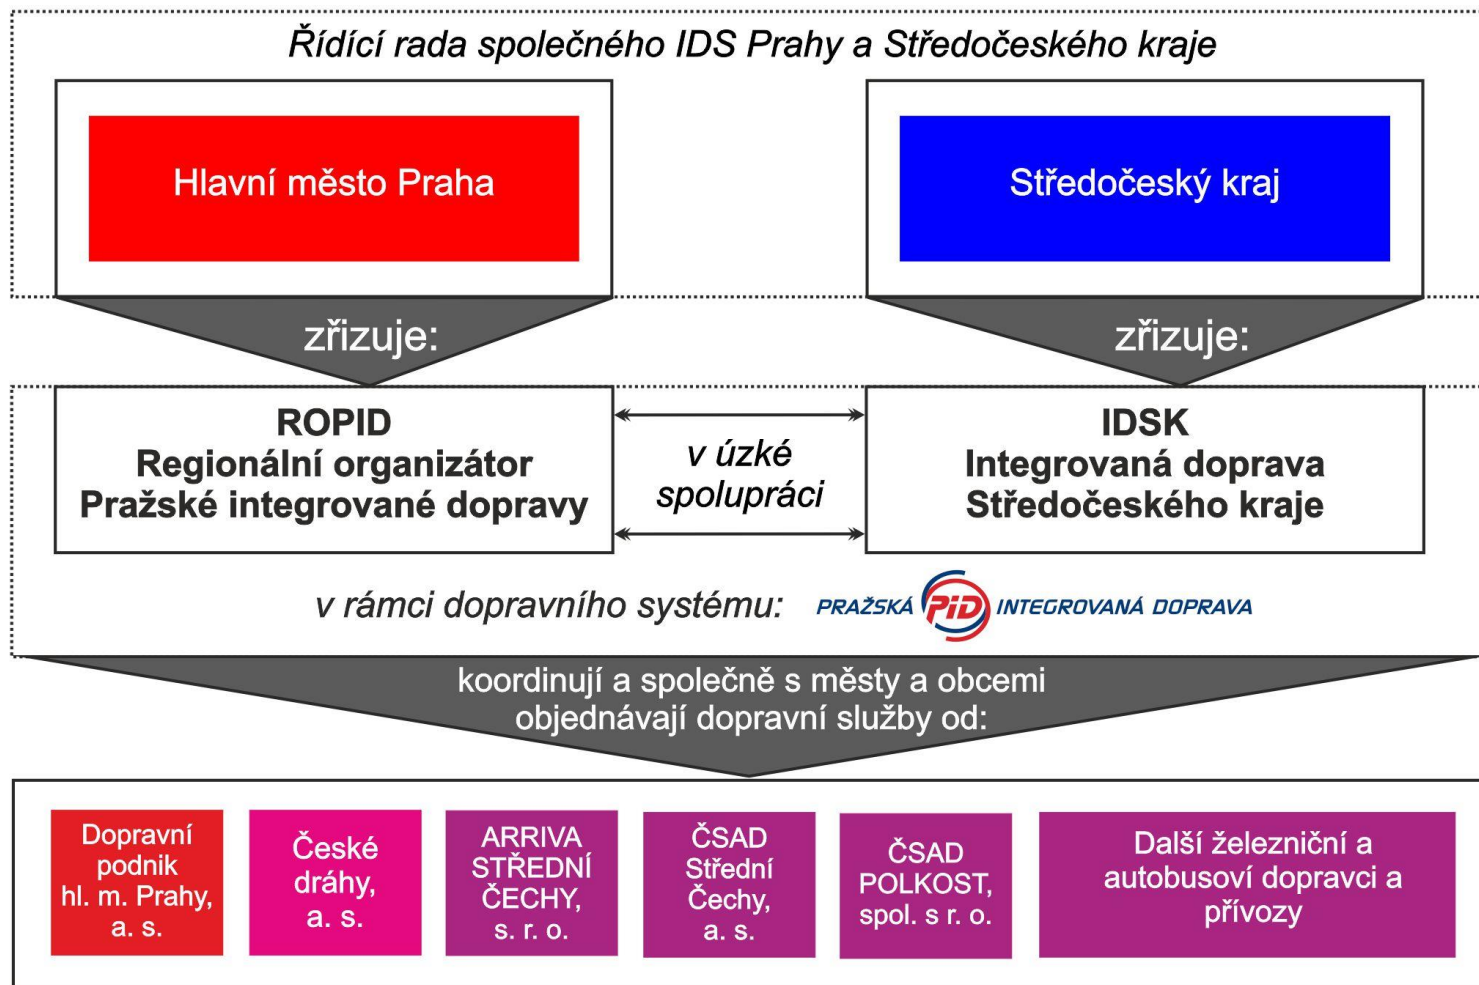 Řídící rada společného IDS Prahy a Středočeského kraje
Hlavní město Praha
Středočeský kraj
zřizuje:
zřizuje:
ROPID
Regionální organizátor
Pražské integrované dopravy
v úzké
spolupráci
IDSK
Integrovaná doprava
Středočeského kraje
v rámci dopravního systému:
PRAŽSKÁ PID INTEGROVANÁ DOPRAVA
koordinují a společně s městy a obcemi
objednávají dopravní služby od:
Dopravní
podnik
hl. m. Prahy,
a. s.
České
dráhy,
a. s.
ARRIVA
STŘEDNÍ
ČECHY,
s. r. o.
ČSAD
Střední
Čechy,
a. s.
ČSAD
POLKOST,
spol. s r. o.
Další železniční a
autobusoví dopravci a
přívozy